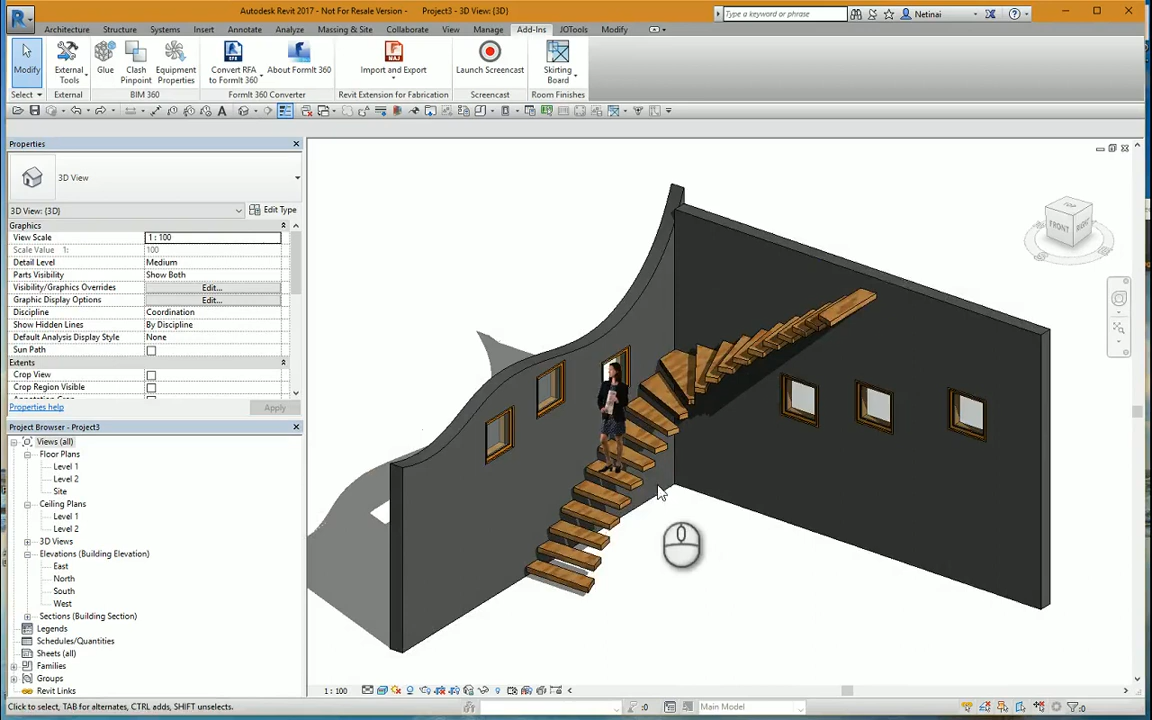 Autodesk Revit 2017 - Not For Resale Version - Project3 - 3D View: {3D}
Type a keyword or phrase
Netinai
Architecture Structure Systems Insert Annotate Analyze Massing & Site Collaborate View Manage Add-Ins JOTools Modify
Modify
External Tools
Glue
Clash Pinpoint
Equipment Properties
Convert RFA to FormIt 360
About FormIt 360
Import and Export
Launch Screencast
Skirting Board
Select
External
BIM 360
FormIt 360 Converter
Revit Extension for Fabrication
Screencast
Room Finishes
Properties
3D View
3D View: {3D}
Edit Type
Graphics
View Scale 1 : 100
Scale Value 1: 100
Detail Level Medium
Parts Visibility Show Both
Visibility/Graphics Overrides Edit...
Graphic Display Options Edit...
Discipline Coordination
Show Hidden Lines By Discipline
Default Analysis Display Style None
Sun Path
Extents
Crop View
Crop Region Visible
Properties help
Apply
Project Browser - Project3
Views (all)
Floor Plans
Level 1
Level 2
Site
Ceiling Plans
Level 1
Level 2
3D Views
Elevations (Building Elevation)
East
North
South
West
Sections (Building Section)
Legends
Schedules/Quantities
Sheets (all)
Families
Groups
Revit Links
TOP
FRONT
RIGHT
1 : 100
Click to select, TAB for alternates, CTRL adds, SHIFT unselects.
:0
Main Model
:0